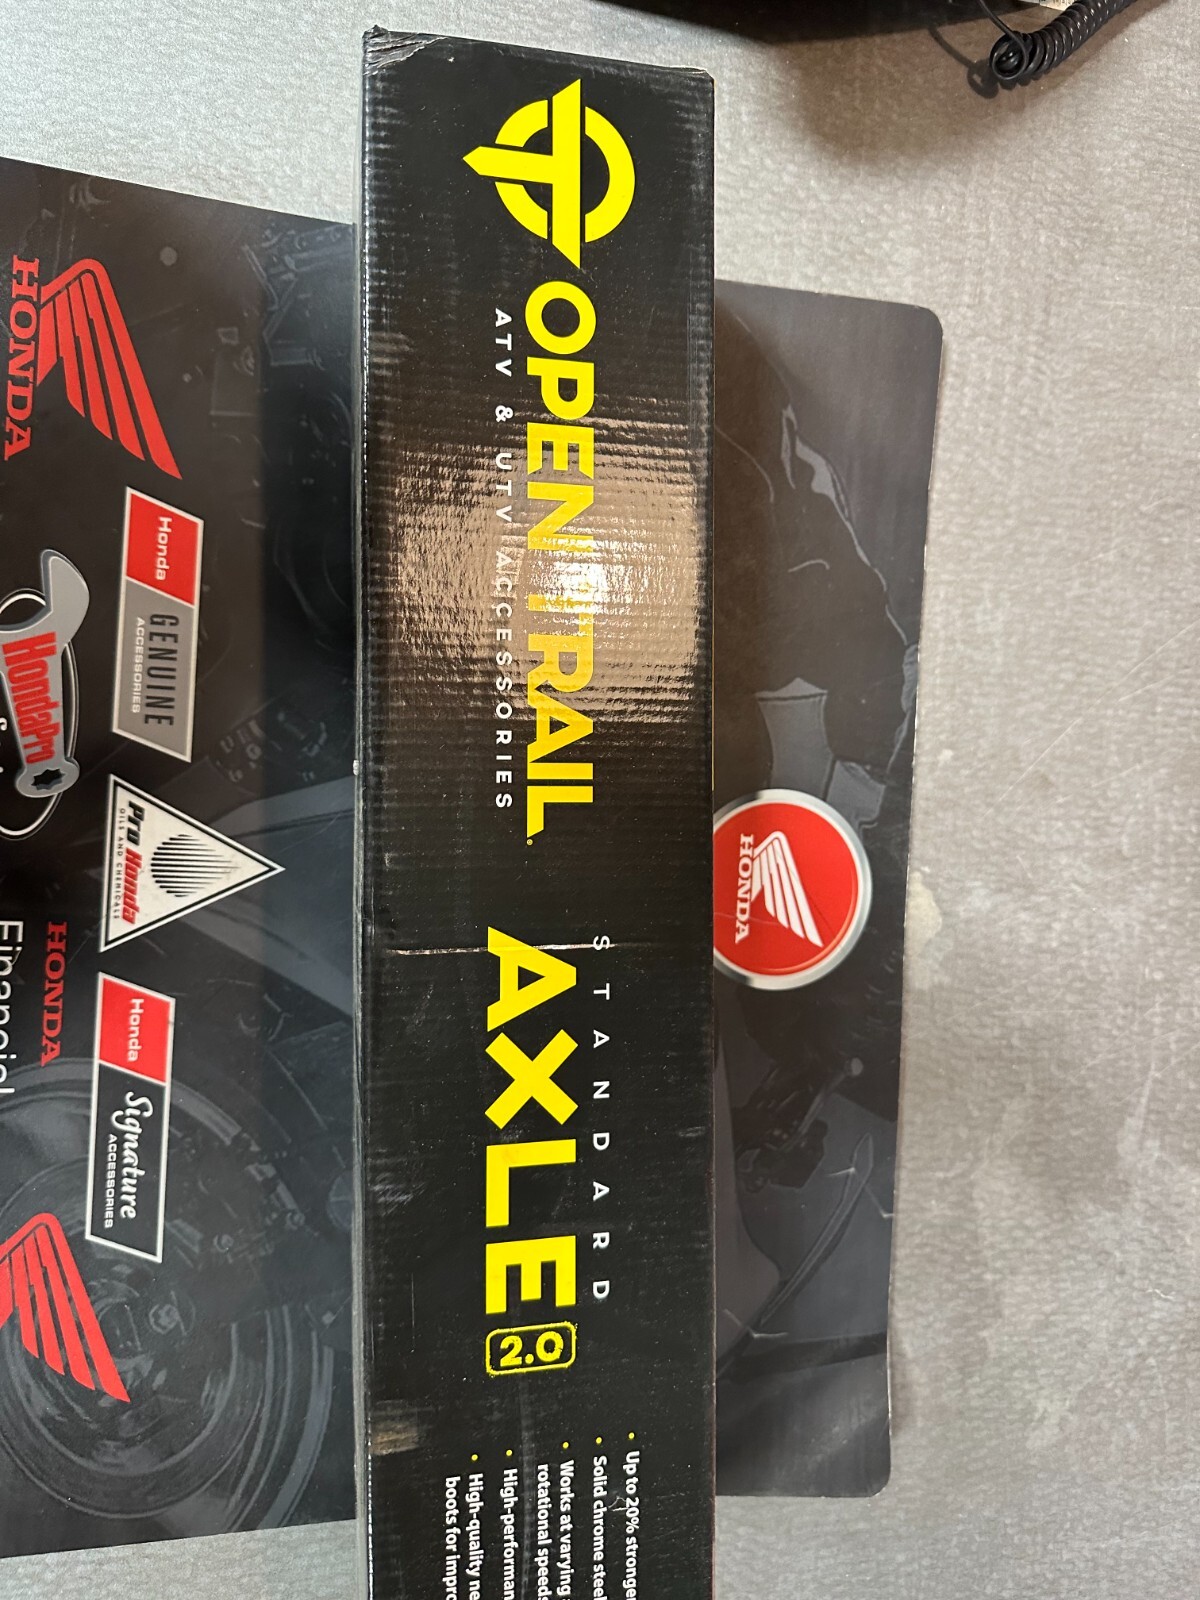 OPEN TRAIL
ATV & UTV ACCESSORIES
STANDARD
AXLE
2.0
• Up to 20% stronger
• Solid chrome steel
• Works at varying
rotational speeds
• High-performan
• High-quality ne
boots for impro
HONDA
HONDA
Honda
GENUINE
ACCESSORIES
HondaPro
Pro Honda
OILS AND CHEMICALS
HONDA
Financial
Honda
Signature
ACCESSORIES